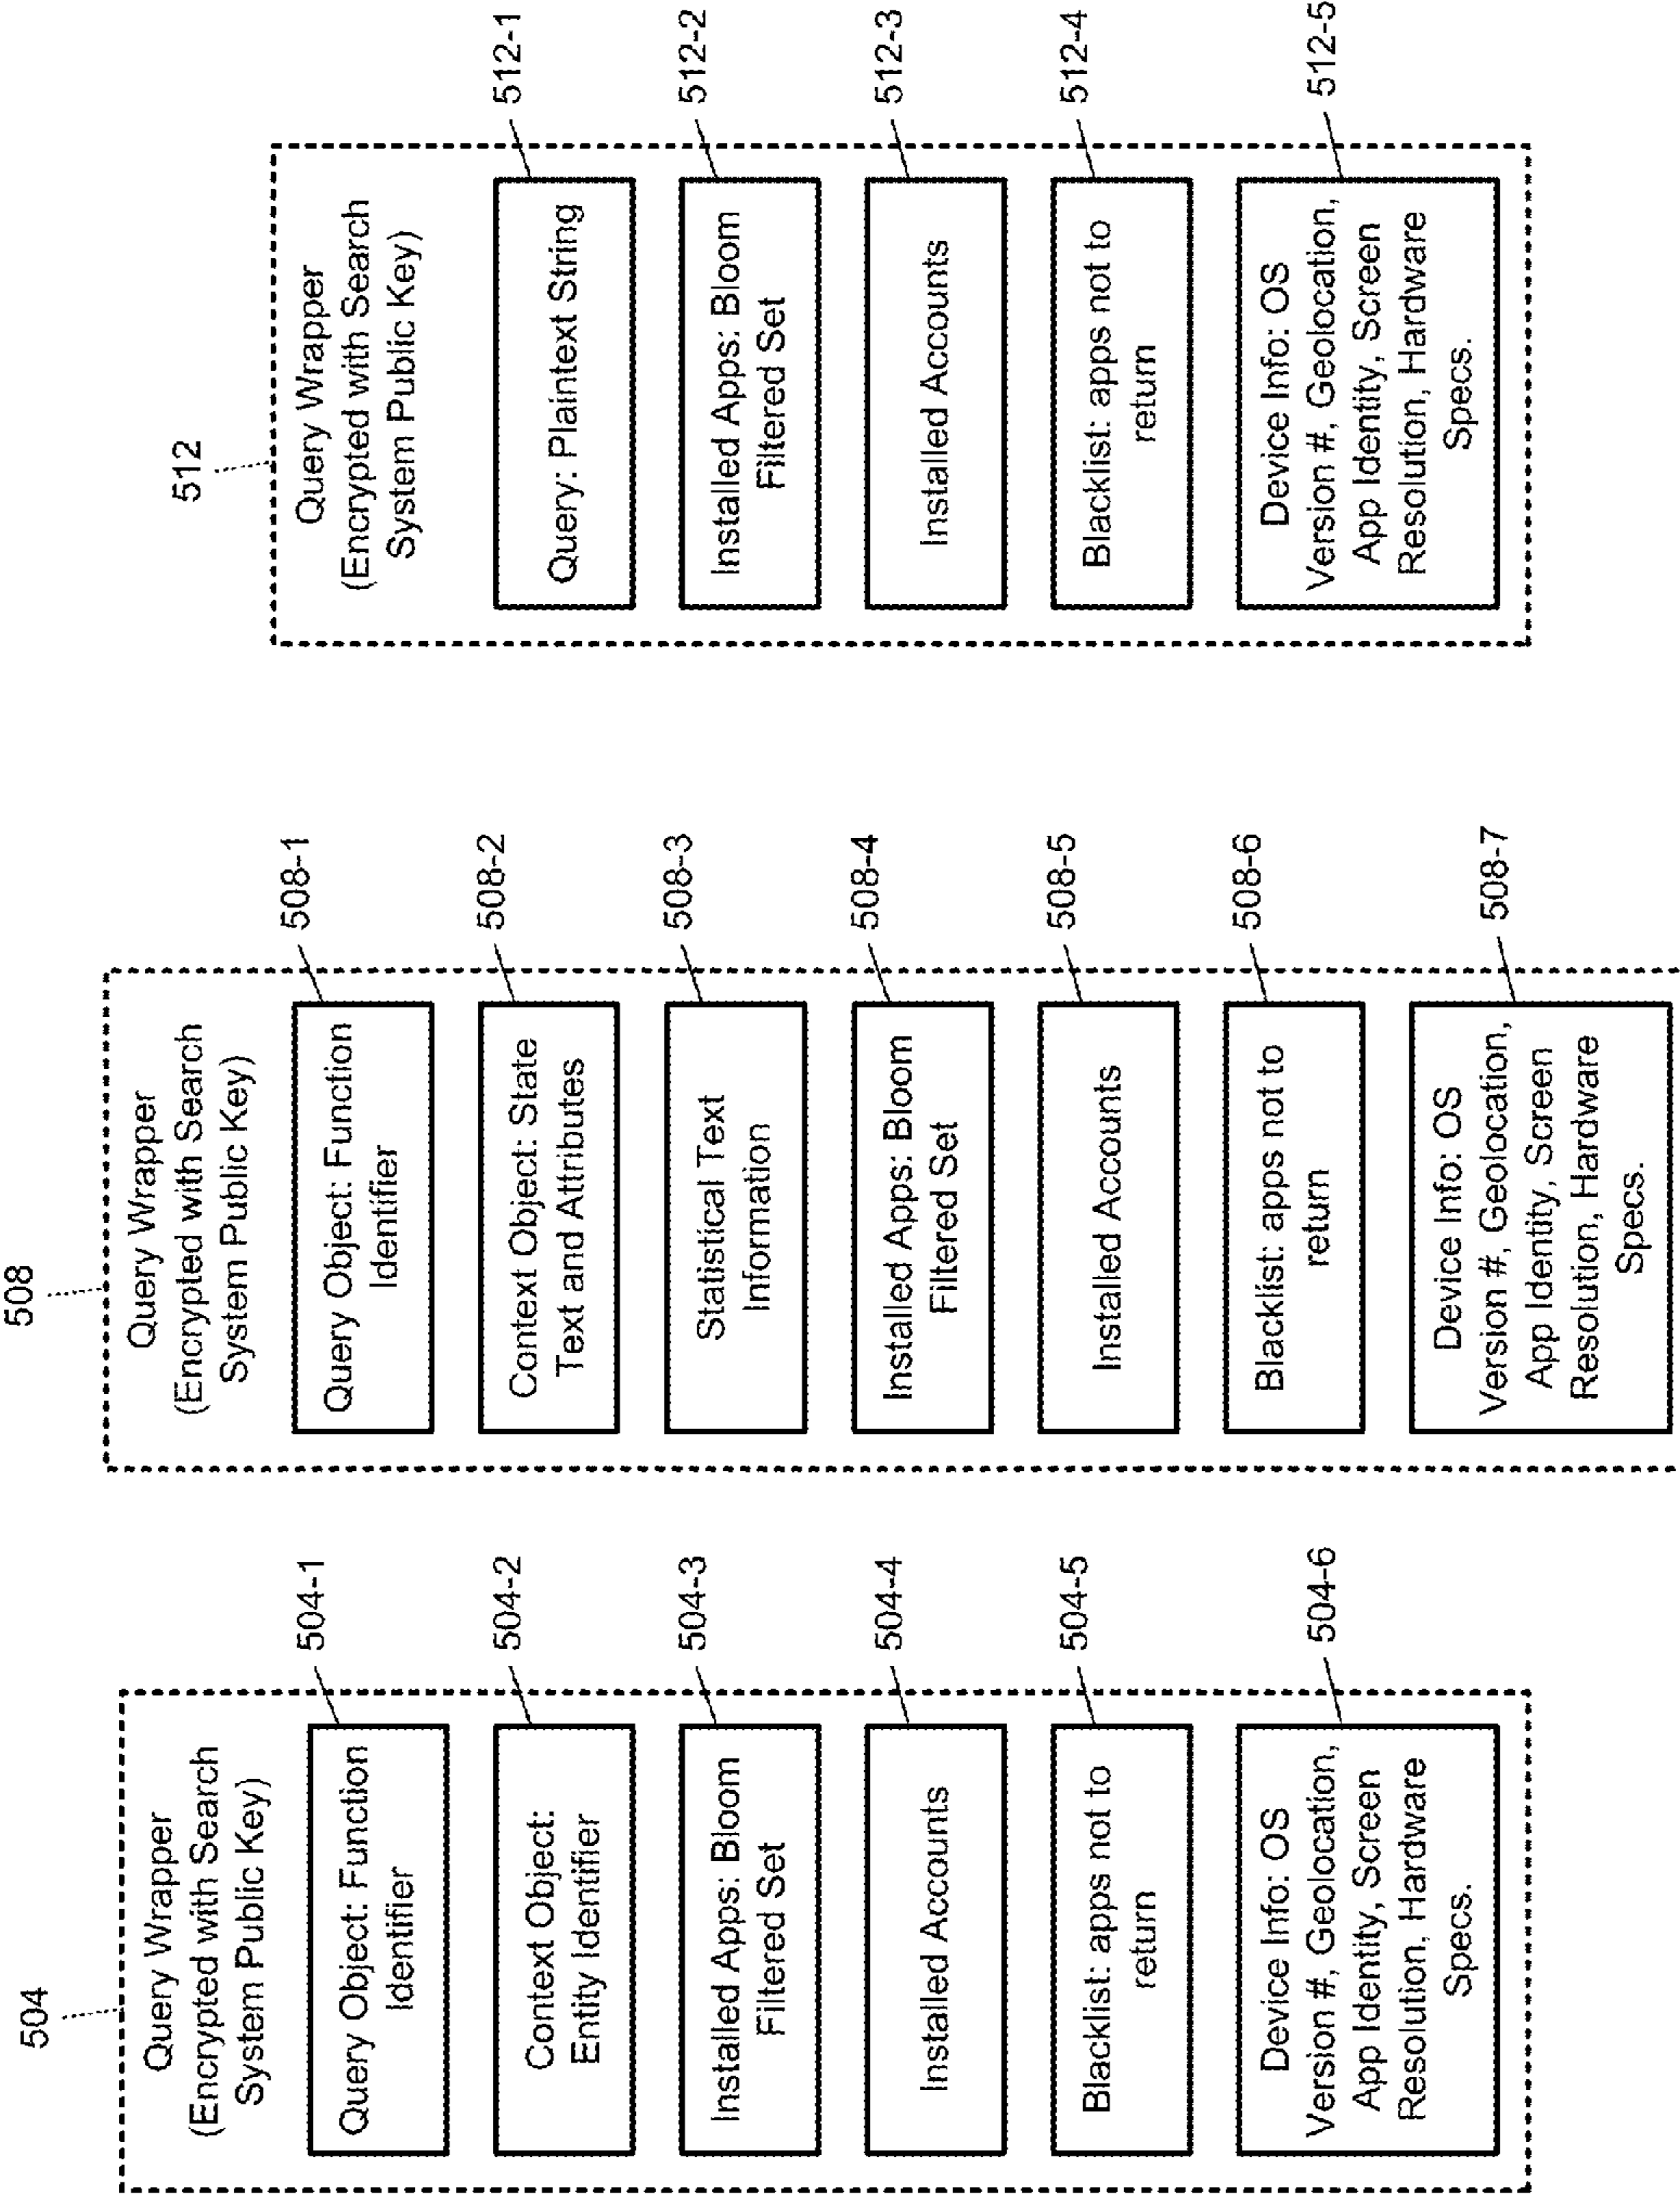 504
Query Wrapper
(Encrypted with Search
System Public Key)
Query Object: Function
Identifier
504-1
Context Object:
Entity Identifier
504-2
Installed Apps: Bloom
Filtered Set
504-3
Installed Accounts
504-4
Blacklist: apps not to
return
504-5
Device Info: OS
Version #, Geolocation,
App Identity, Screen
Resolution, Hardware
Specs.
504-6
508
Query Wrapper
(Encrypted with Search
System Public Key)
Query Object: Function
Identifier
508-1
Context Object: State
Text and Attributes
508-2
Statistical Text
Information
508-3
Installed Apps: Bloom
Filtered Set
508-4
Installed Accounts
508-5
Blacklist: apps not to
return
508-6
Device Info: OS
Version #, Geolocation,
App Identity, Screen
Resolution, Hardware
Specs.
508-7
512
Query Wrapper
(Encrypted with Search
System Public Key)
Query: Plaintext String
512-1
Installed Apps: Bloom
Filtered Set
512-2
Installed Accounts
512-3
Blacklist: apps not to
return
512-4
Device Info: OS
Version #, Geolocation,
App Identity, Screen
Resolution, Hardware
Specs.
512-5